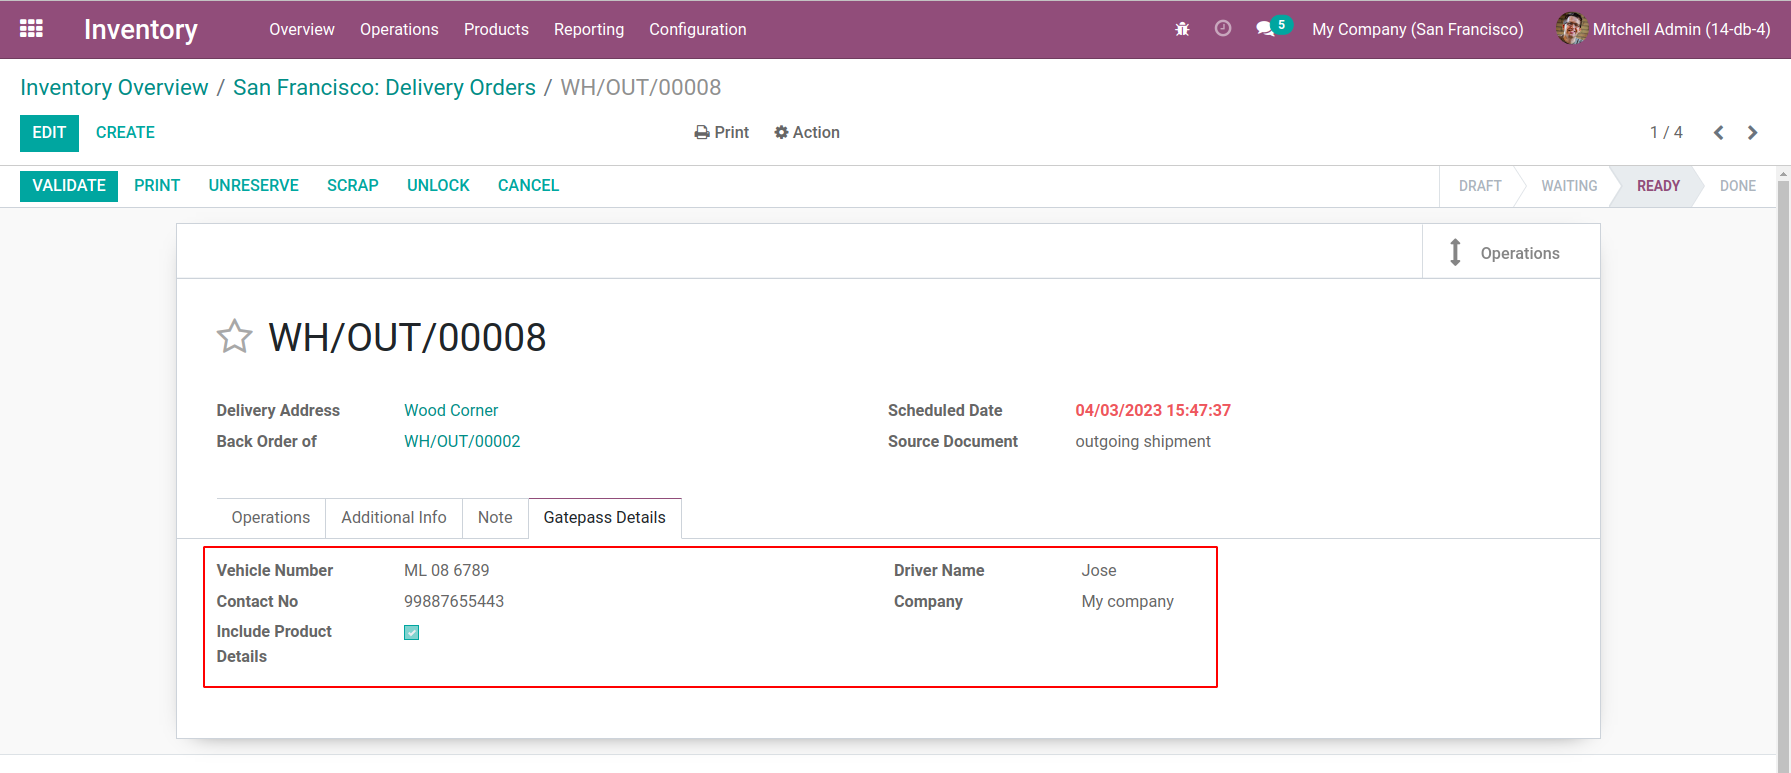 Inventory Overview Operations Products Reporting Configuration 5 My Company (San Francisco) Mitchell Admin (14-db-4)
Inventory Overview / San Francisco: Delivery Orders / WH/OUT/00008
EDIT CREATE Print Action 1 / 4
VALIDATE PRINT UNRESERVE SCRAP UNLOCK CANCEL DRAFT WAITING READY DONE
Operations
WH/OUT/00008
Delivery Address Wood Corner Scheduled Date 04/03/2023 15:47:37
Back Order of WH/OUT/00002 Source Document outgoing shipment
Operations Additional Info Note Gatepass Details
Vehicle Number ML 08 6789 Driver Name Jose
Contact No 99887655443 Company My company
Include Product
Details